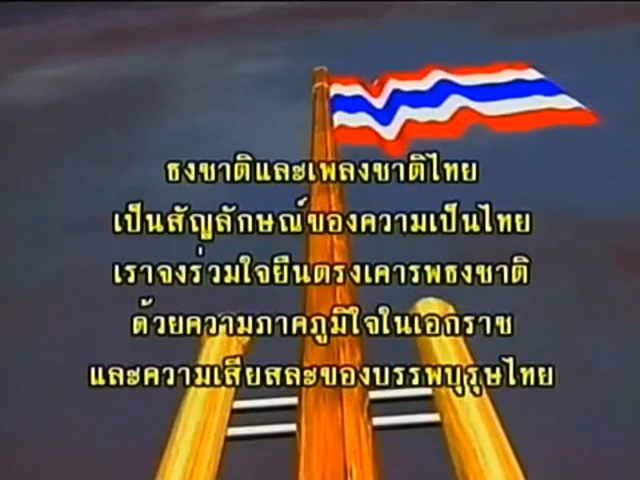 ธงชาติและเพลงชาติไทย
เป็นสัญลักษณ์ของความเป็นไทย
เราจงร่วมใจยืนตรงเคารพธงชาติ
ด้วยความภาคภูมิใจในเอกราช
และความเสียสละของบรรพบุรุษไทย